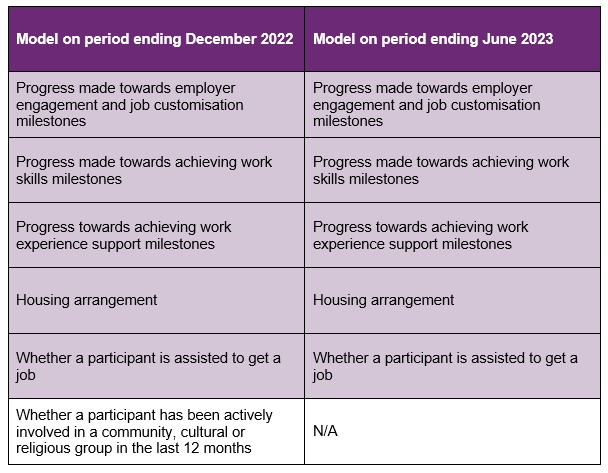 Model on period ending December 2022
Model on period ending June 2023
Progress made towards employer
engagement and job customisation
milestones
Progress made towards employer
engagement and job customisation
milestones
Progress made towards achieving work
skills milestones
Progress made towards achieving work
skills milestones
Progress towards achieving work
experience support milestones
Progress towards achieving work
experience support milestones
Housing arrangement
Housing arrangement
Whether a participant is assisted to get a
job
Whether a participant is assisted to get a
job
Whether a participant has been actively
involved in a community, cultural or
religious group in the last 12 months
N/A